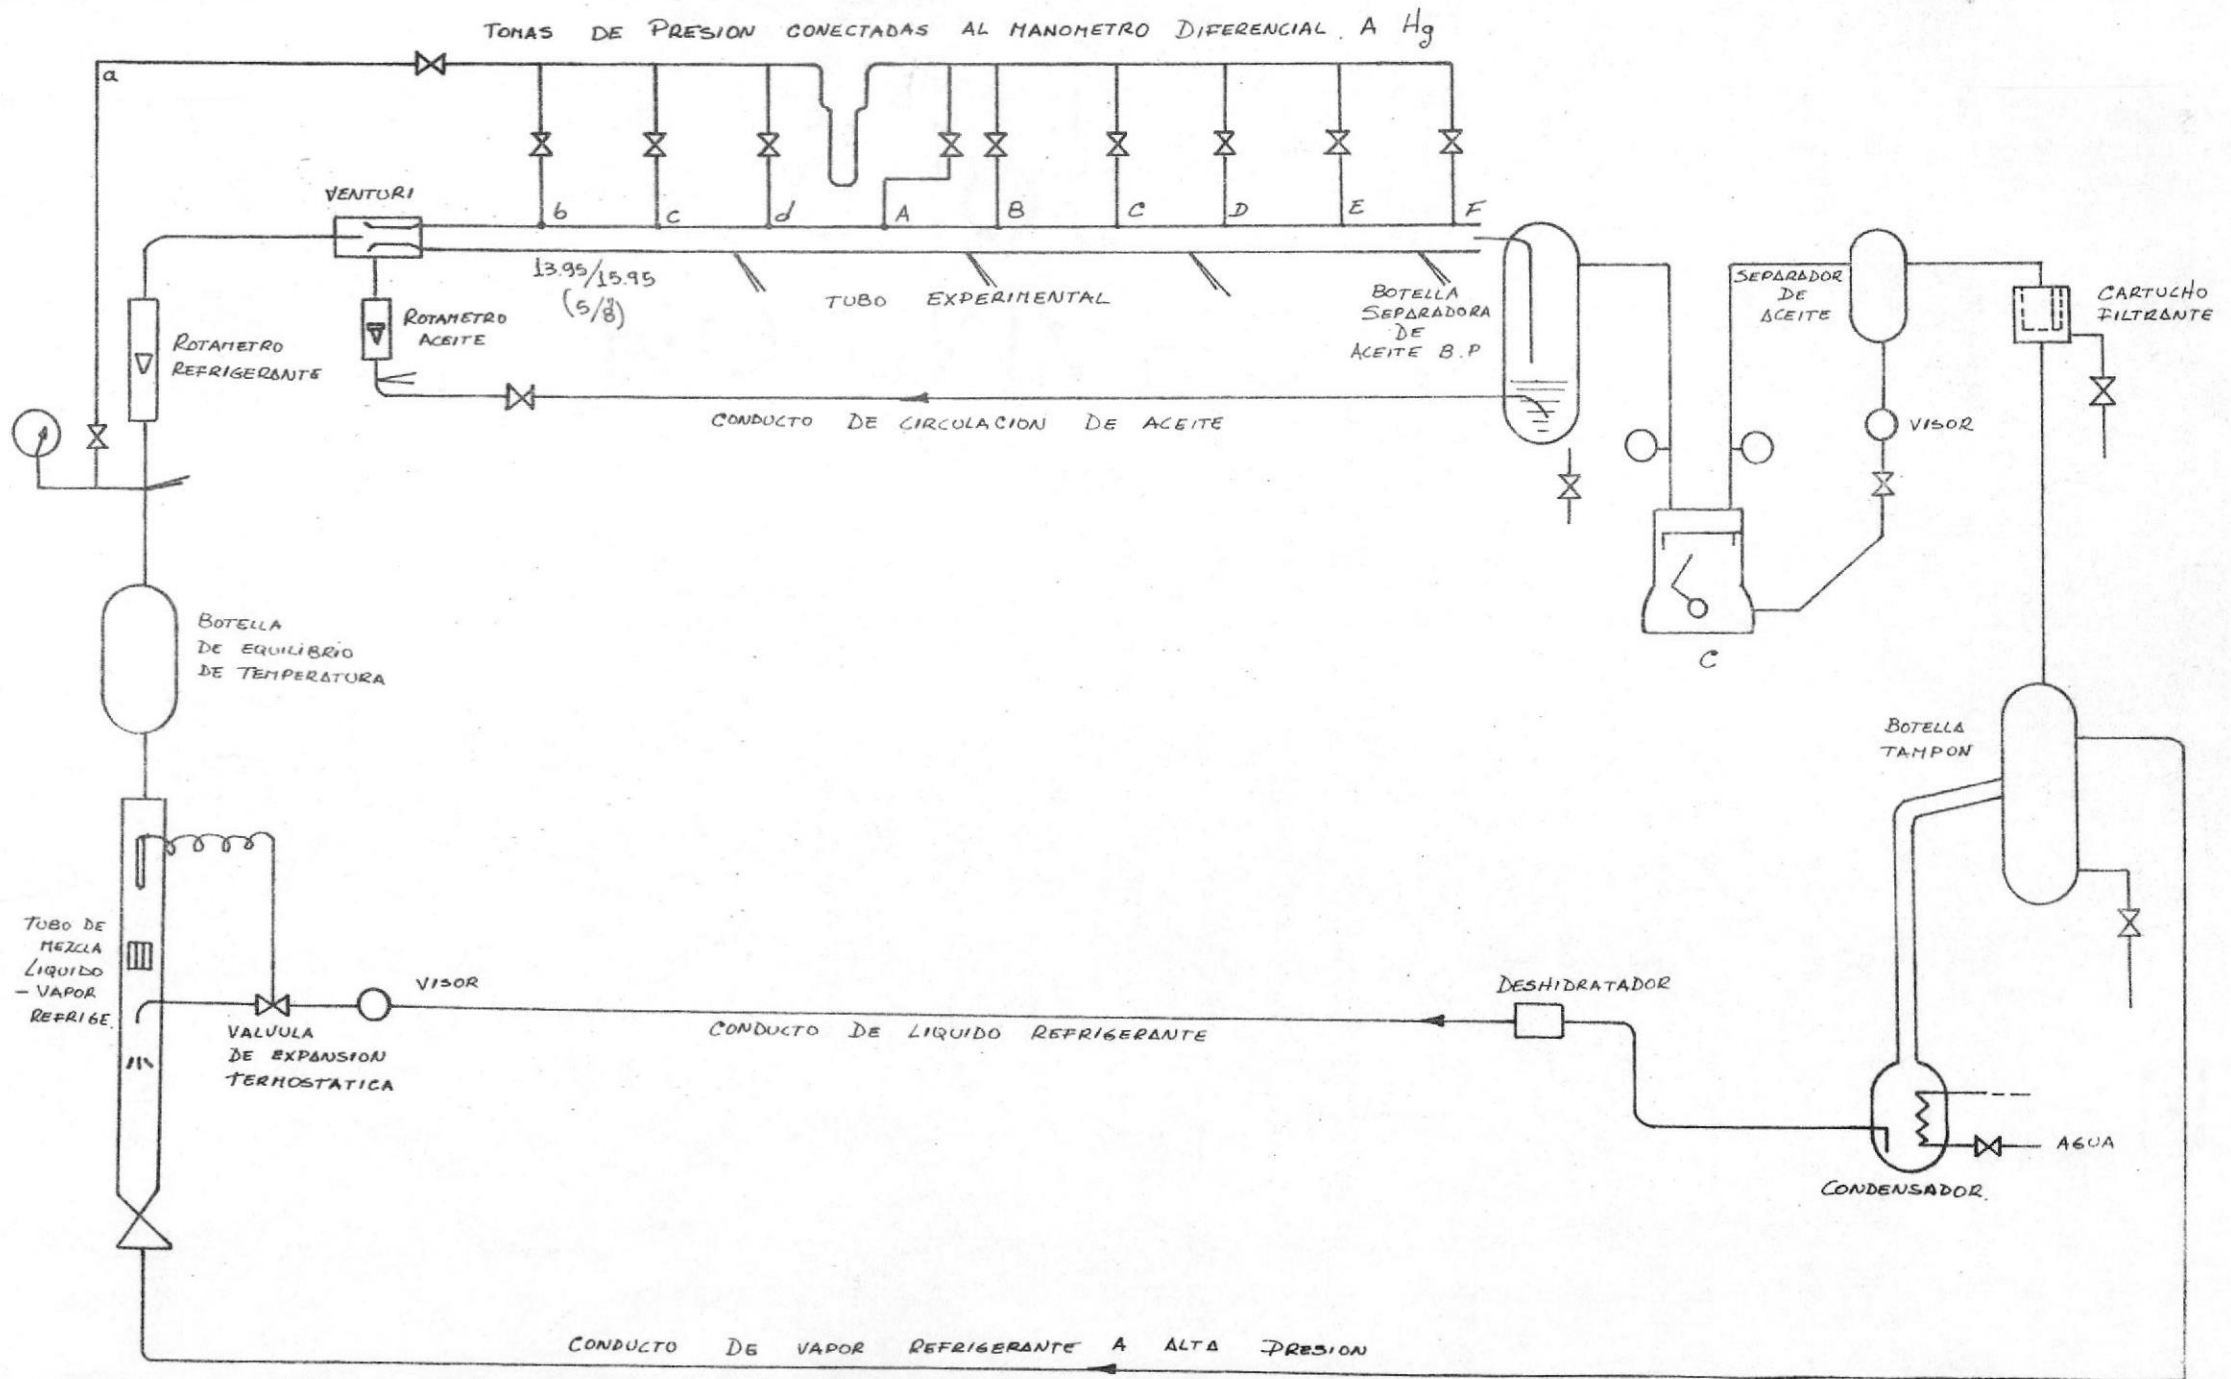 TOMAS DE PRESION CONECTADAS AL MANOMETRO DIFERENCIAL. A Hg
a
VENTURI
b
c
d
A
B
C
D
E
F
13.95/15.95
(5/8)
TUBO EXPERIMENTAL
BOTELLA
SEPARADORA
DE
ACEITE B.P
SEPARADOR
DE
ACEITE
CARTUCHO
FILTRANTE
ROTAMETRO
REFRIGERANTE
ROTAMETRO
ACEITE
CONDUCTO DE CIRCULACION DE ACEITE
VISOR
C
BOTELLA
DE EQUILIBRIO
DE TEMPERATURA
BOTELLA
TAMPON
TUBO DE
MEZCLA
LIQUIDO
- VAPOR
REFRIGE.
VISOR
VALVULA
DE EXPANSION
TERMOSTATICA
CONDUCTO DE LIQUIDO REFRIGERANTE
DESHIDRATADOR
AGUA
CONDENSADOR.
CONDUCTO DE VAPOR REFRIGERANTE A ALTA PRESION